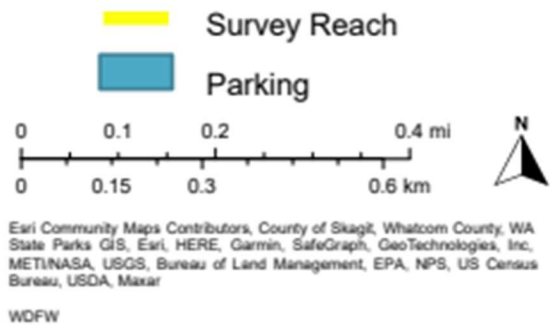 Survey Reach
Parking
0 0.1 0.2 0.4 mi
N
0 0.15 0.3 0.6 km
Esri Community Maps Contributors, County of Skagit, Whatcom County, WA
State Parks GIS, Esri, HERE, Garmin, SafeGraph, GeoTechnologies, Inc,
METI/NASA, USGS, Bureau of Land Management, EPA, NPS, US Census
Bureau, USDA, Maxar
WDFW